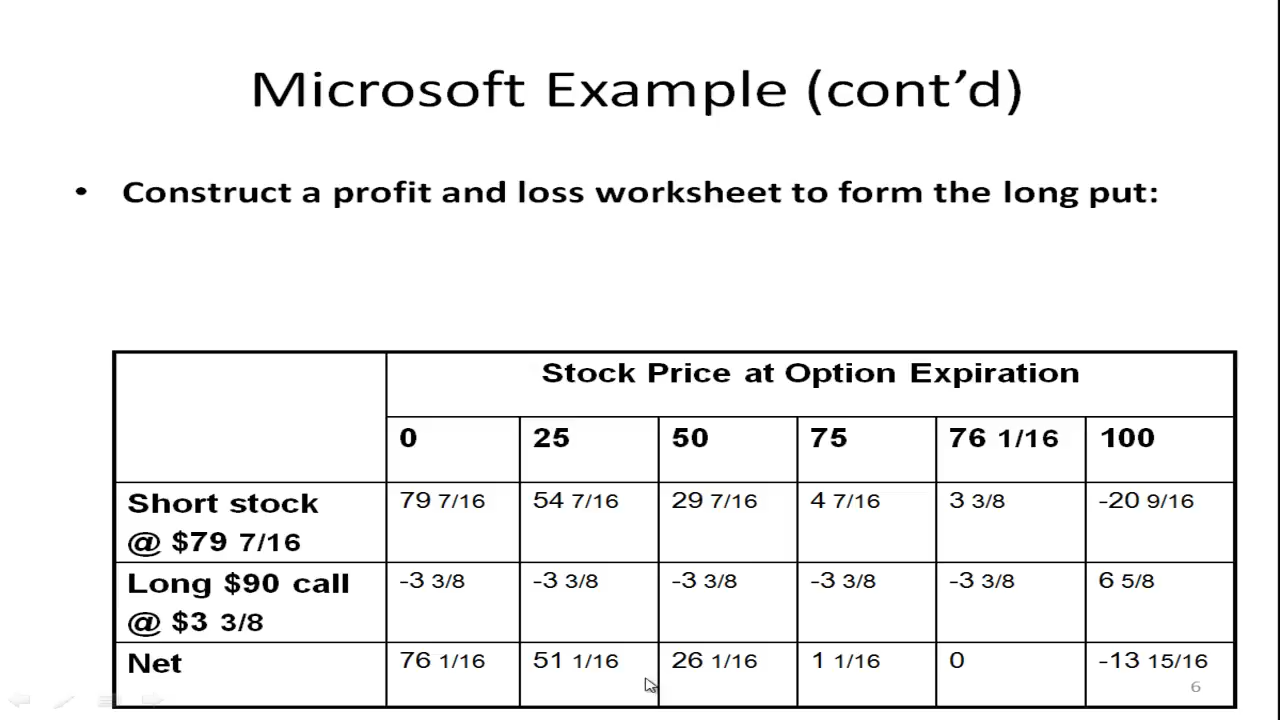 Microsoft Example (cont’d)
• Construct a profit and loss worksheet to form the long put:
Stock Price at Option Expiration
0 25 50 75 76 1/16 100
Short stock @ $79 7/16 79 7/16 54 7/16 29 7/16 4 7/16 3 3/8 -20 9/16
Long $90 call @ $3 3/8 -3 3/8 -3 3/8 -3 3/8 -3 3/8 -3 3/8 6 5/8
Net 76 1/16 51 1/16 26 1/16 1 1/16 0 -13 15/16
6